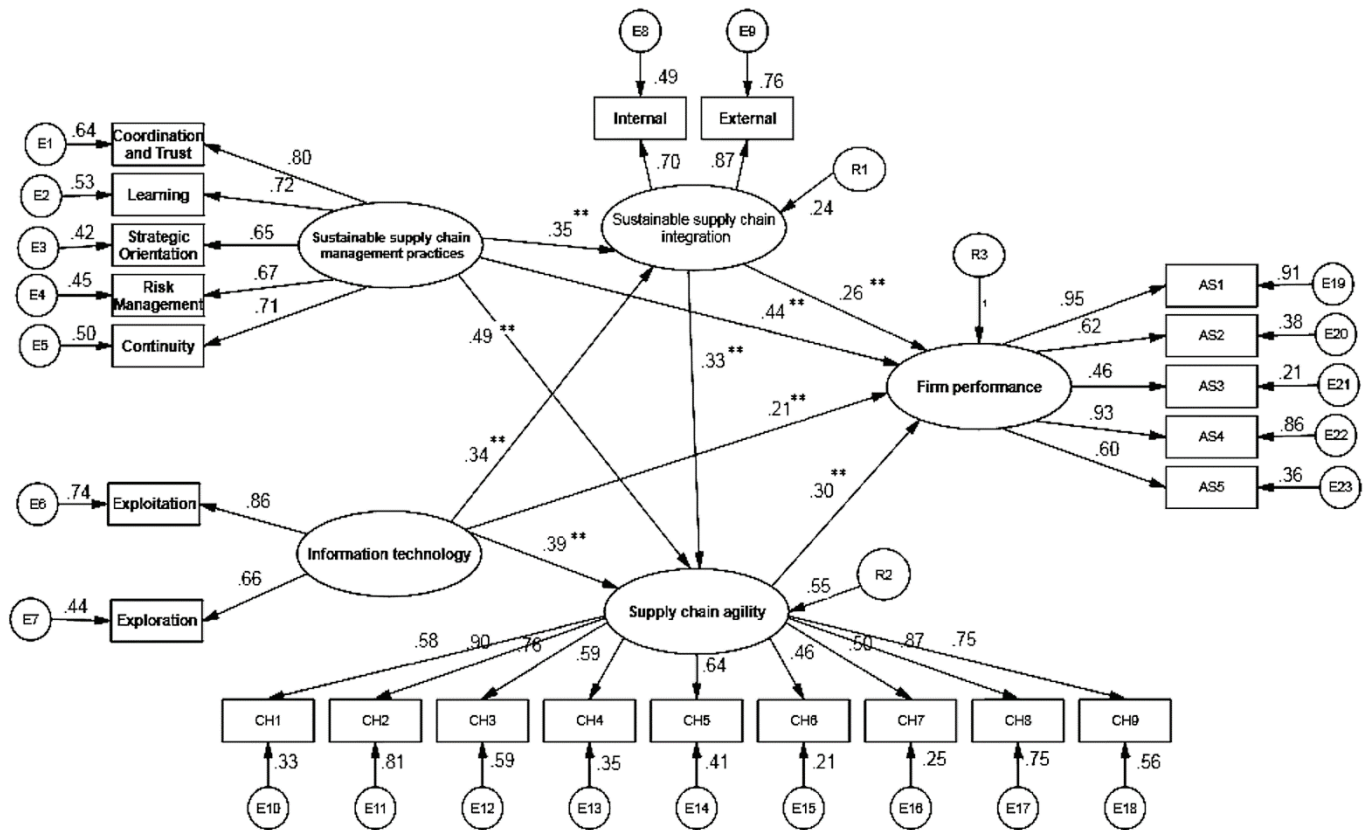 E8
E9
.49
.76
Internal
External
.70
.87
R1
.24
Sustainable supply chain
integration
E1
.64
Coordination
and Trust
.80
E2
.53
Learning
.72
E3
.42
Strategic
Orientation
.65
E4
.45
Risk
Management
.67
E5
.50
Continuity
.71
Sustainable supply chain
management practices
.35**
.44**
.49**
.26**
.33**
.21**
.34**
.39**
.30**
R3
1
Firm performance
.95
AS1
.91
E19
.62
AS2
.38
E20
.46
AS3
.21
E21
.93
AS4
.86
E22
.60
AS5
.36
E23
E6
.74
Exploitation
.86
Information technology
E7
.44
Exploration
.66
R2
.55
Supply chain agility
.58
.90
.76
.59
.64
.46
.50
.87
.75
CH1
CH2
CH3
CH4
CH5
CH6
CH7
CH8
CH9
.33
.81
.59
.35
.41
.21
.25
.75
.56
E10
E11
E12
E13
E14
E15
E16
E17
E18